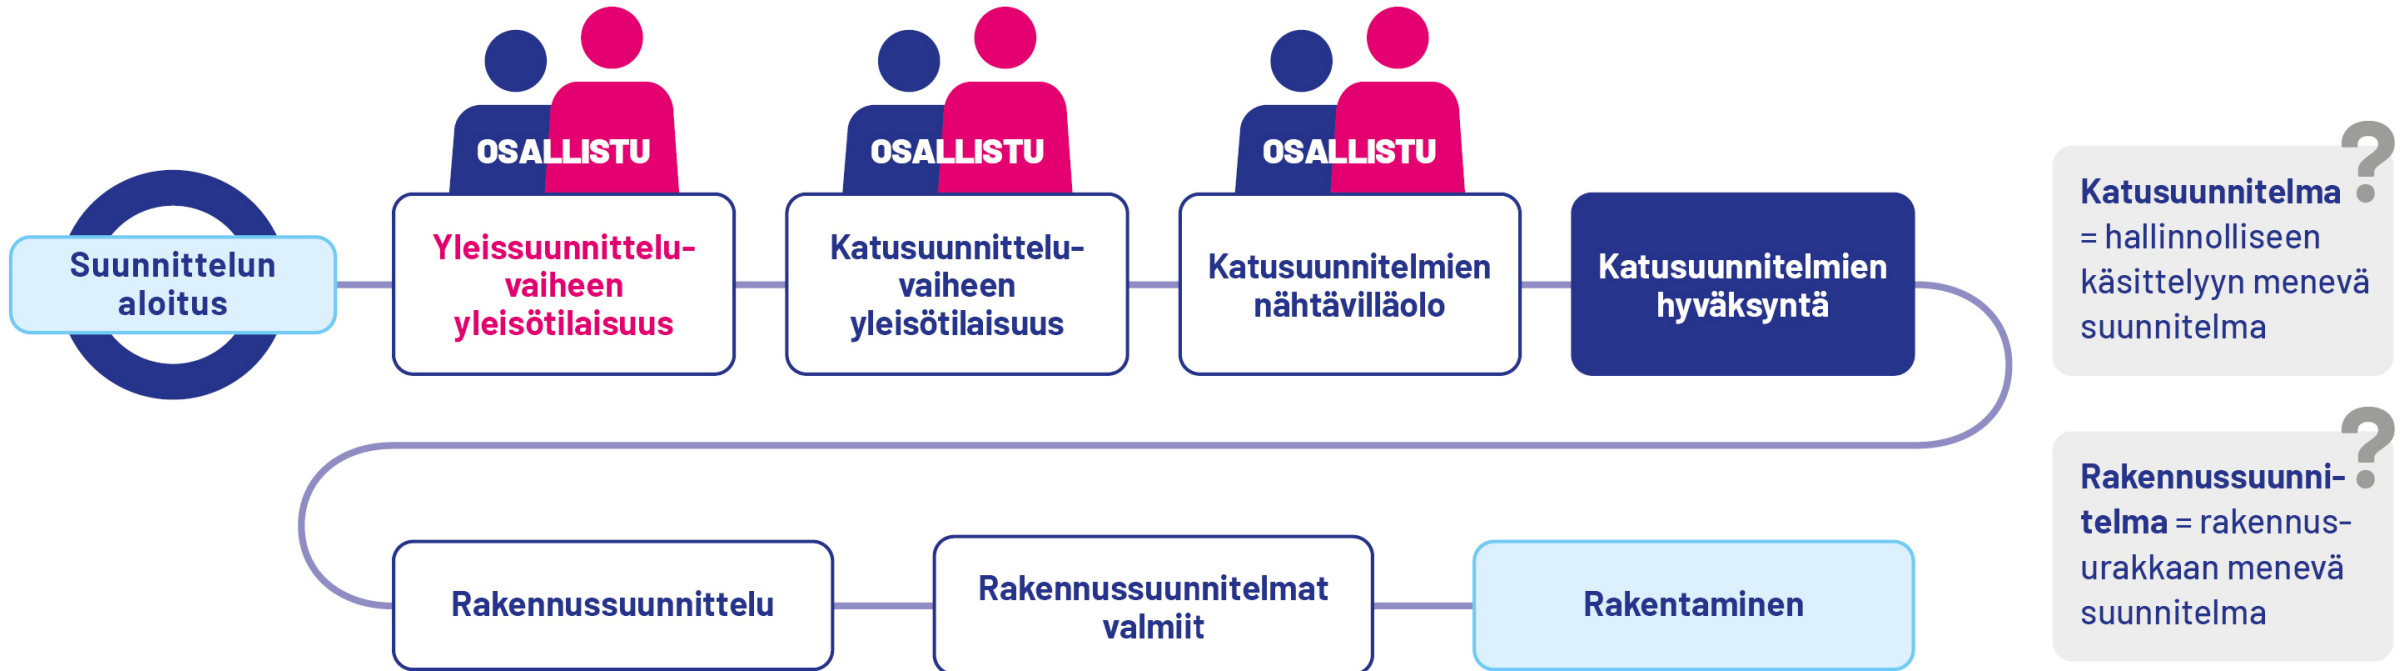 OSALLISTU
OSALLISTU
OSALLISTU
Suunnittelun
aloitus
Yleissuunnittelu-
vaiheen
yleisötilaisuus
Katusuunnittelu-
vaiheen
yleisötilaisuus
Katusuunnitelmien
nähtävilläolo
Katusuunnitelmien
hyväksyntä
?
Katusuunnitelma
= hallinnolliseen
käsittelyyn menevä
suunnitelma
Rakennussuunnittelu
Rakennussuunnitelmat
valmiit
Rakentaminen
?
Rakennussuunni-
telma = rakennus-
urakkaan menevä
suunnitelma